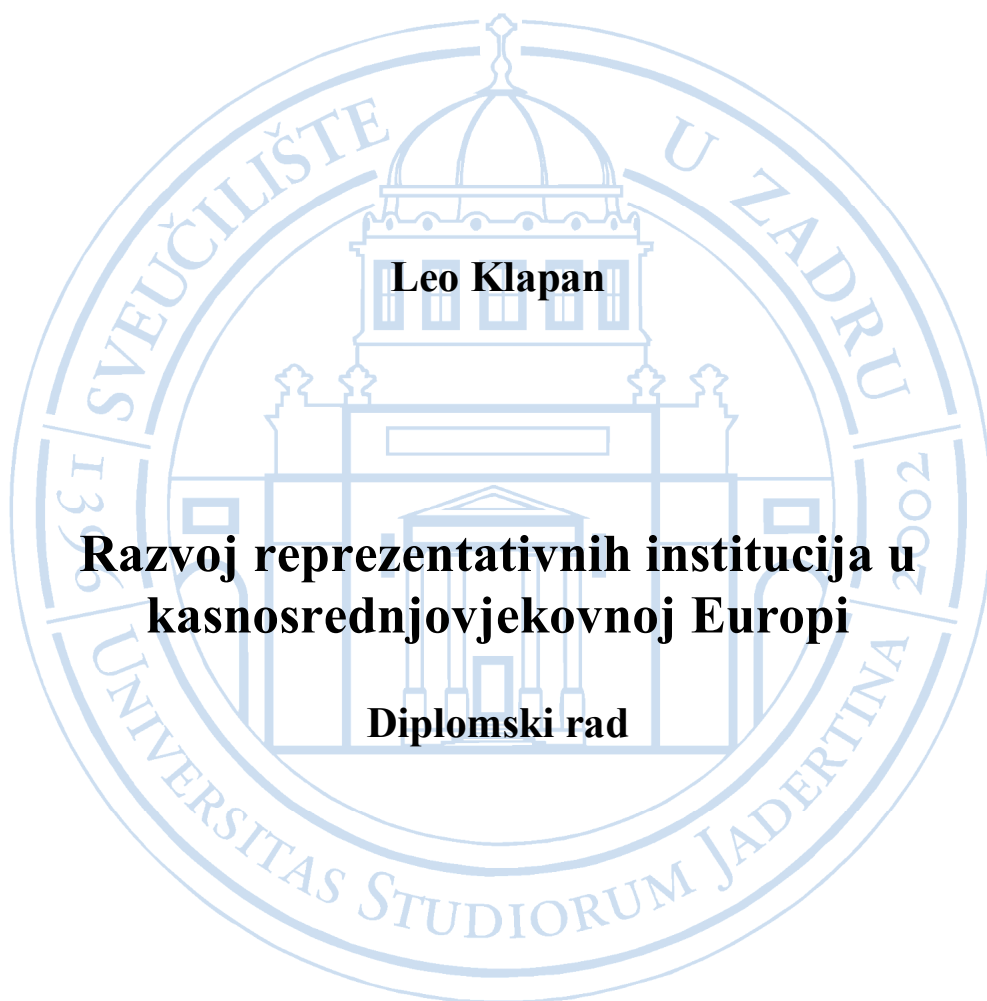 SVEUČILIŠTE U ZADRU
Leo Klapan
1396
2002
Razvoj reprezentativnih institucija u
kasnosrednjovjekovnoj Europi
Diplomski rad
UNIVERSITAS STUDIORUM JADERTINA